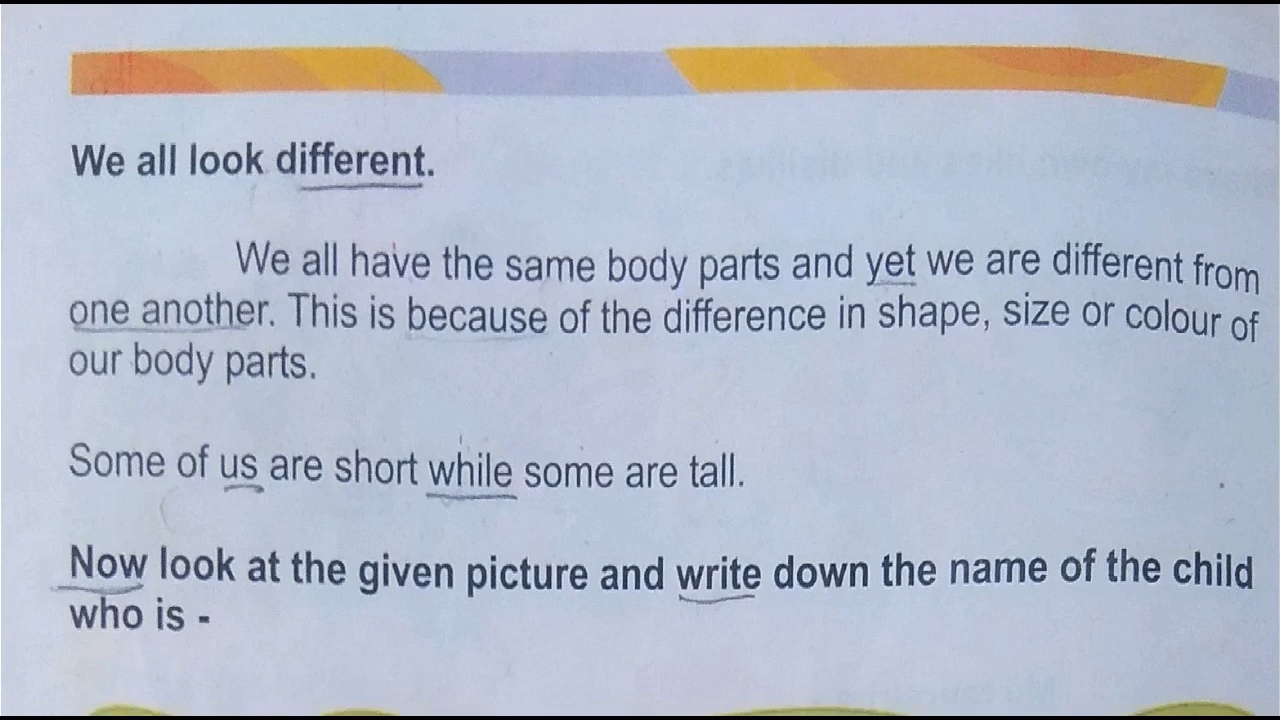 We all look different.
We all have the same body parts and yet we are different from
one another. This is because of the difference in shape, size or colour of
our body parts.
Some of us are short while some are tall.
Now look at the given picture and write down the name of the child
who is -